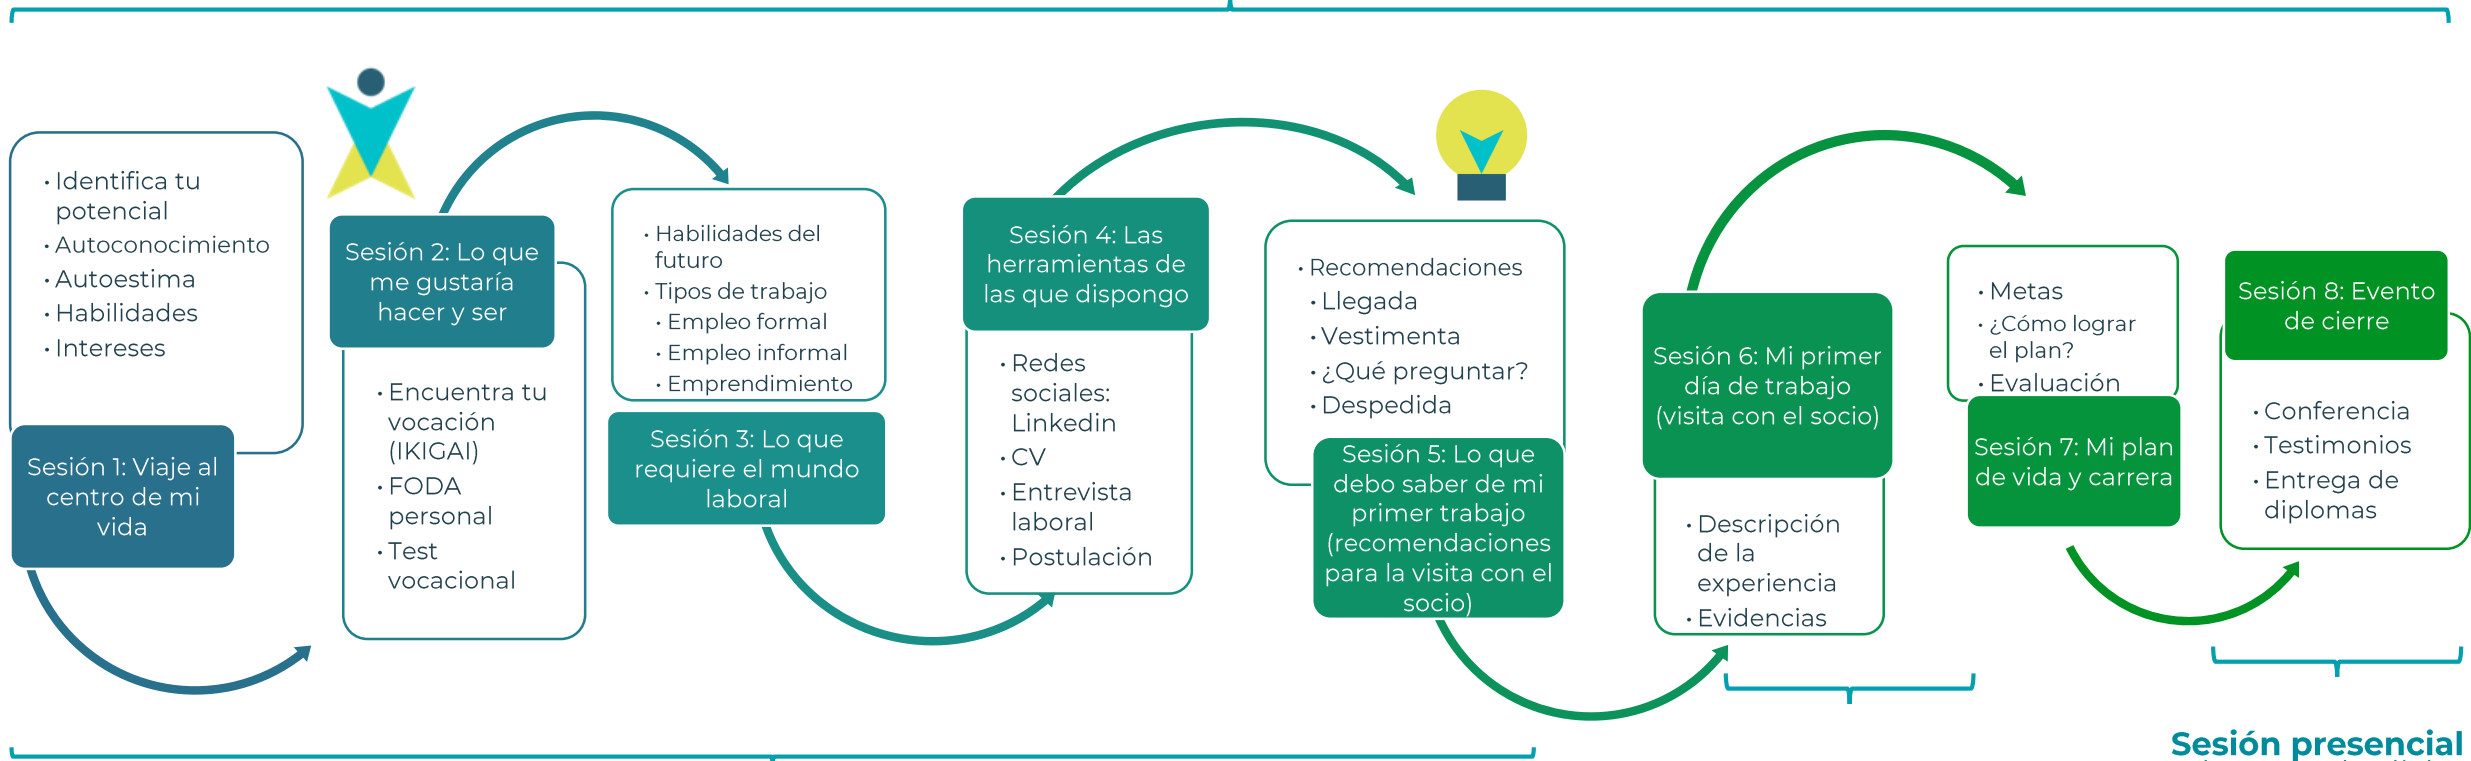 • Identifica tu
potencial
• Autoconocimiento
• Autoestima
• Habilidades
• Intereses
Sesión 1: Viaje al
centro de mi
vida
Sesión 2: Lo que
me gustaría
hacer y ser
• Encuentra tu
vocación
(IKIGAI)
• FODA
personal
• Test
vocacional
• Habilidades del
futuro
• Tipos de trabajo
• Empleo formal
• Empleo informal
• Emprendimiento
Sesión 3: Lo que
requiere el mundo
laboral
Sesión 4: Las
herramientas de
las que dispongo
• Redes
sociales:
Linkedin
• CV
• Entrevista
laboral
• Postulación
• Recomendaciones
• Llegada
• Vestimenta
• ¿Qué preguntar?
• Despedida
Sesión 5: Lo que
debo saber de mi
primer trabajo
(recomendaciones
para la visita con el
socio)
Sesión 6: Mi primer
día de trabajo
(visita con el socio)
• Descripción
de la
experiencia
• Evidencias
• Metas
• ¿Cómo lograr
el plan?
• Evaluación
Sesión 7: Mi plan
de vida y carrera
Sesión 8: Evento
de cierre
• Conferencia
• Testimonios
• Entrega de
diplomas
Sesión presencial